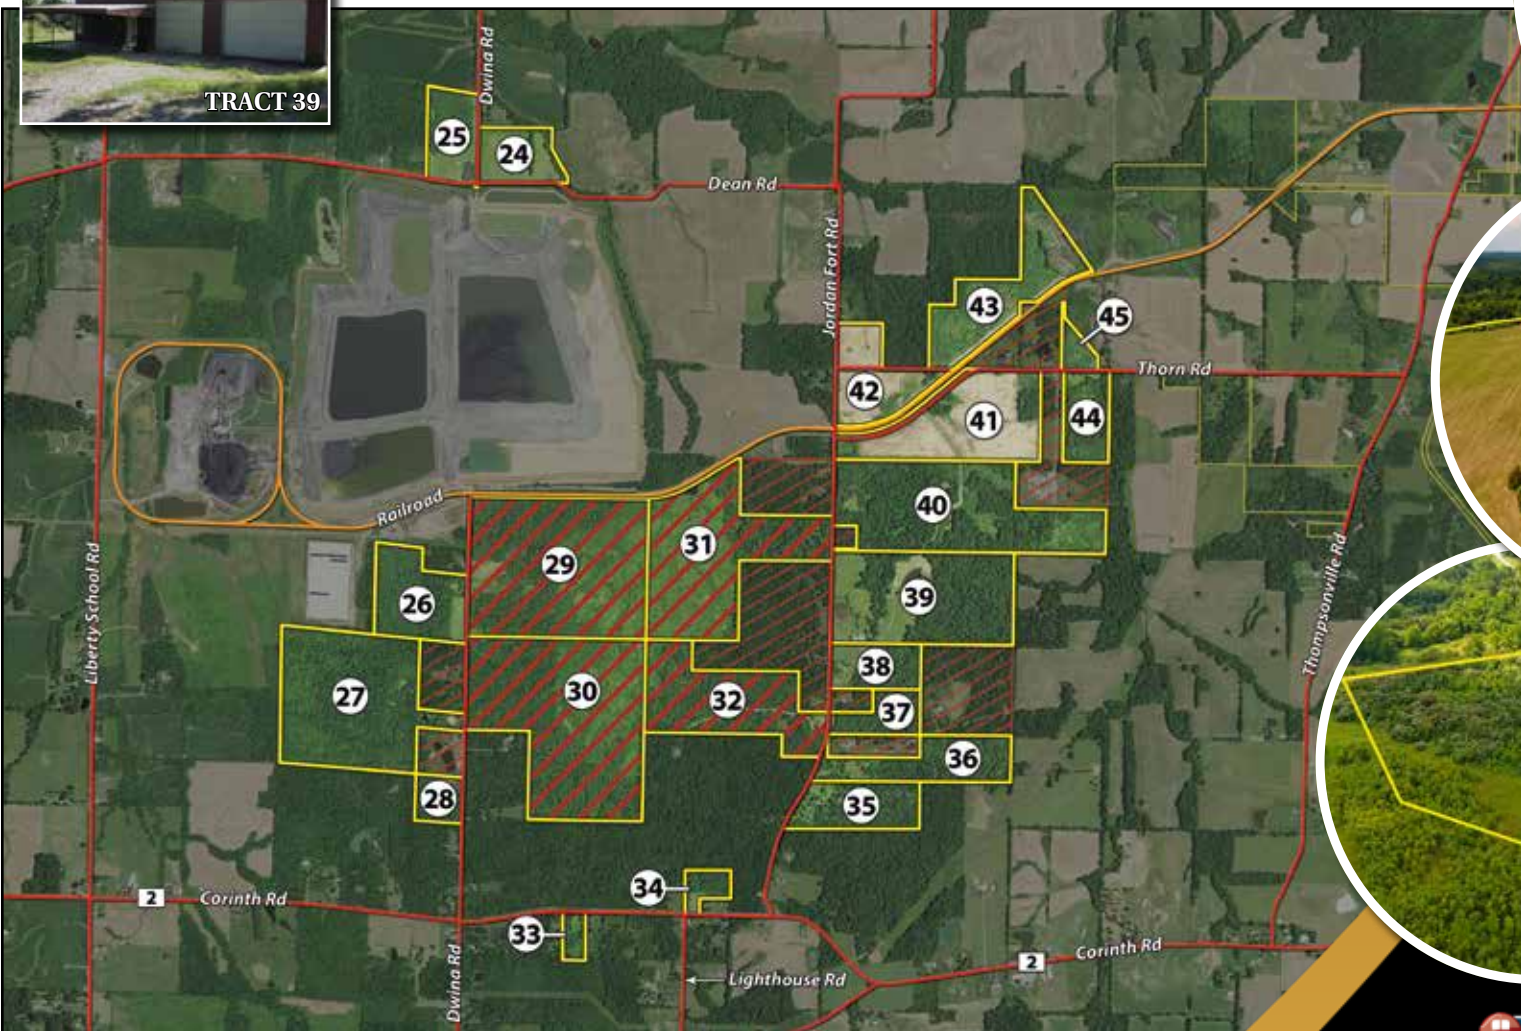 TRACT 39
Dwina Rd
25
24
Dean Rd
Jordan Fort Rd
43
45
Thorn Rd
42
41
44
40
Railroad
31
29
39
26
Liberty School Rd
Thompsonville Rd
38
27
30
32
37
36
28
35
34
2
Corinth Rd
33
Corinth Rd
2
Dwina Rd
Lighthouse Rd